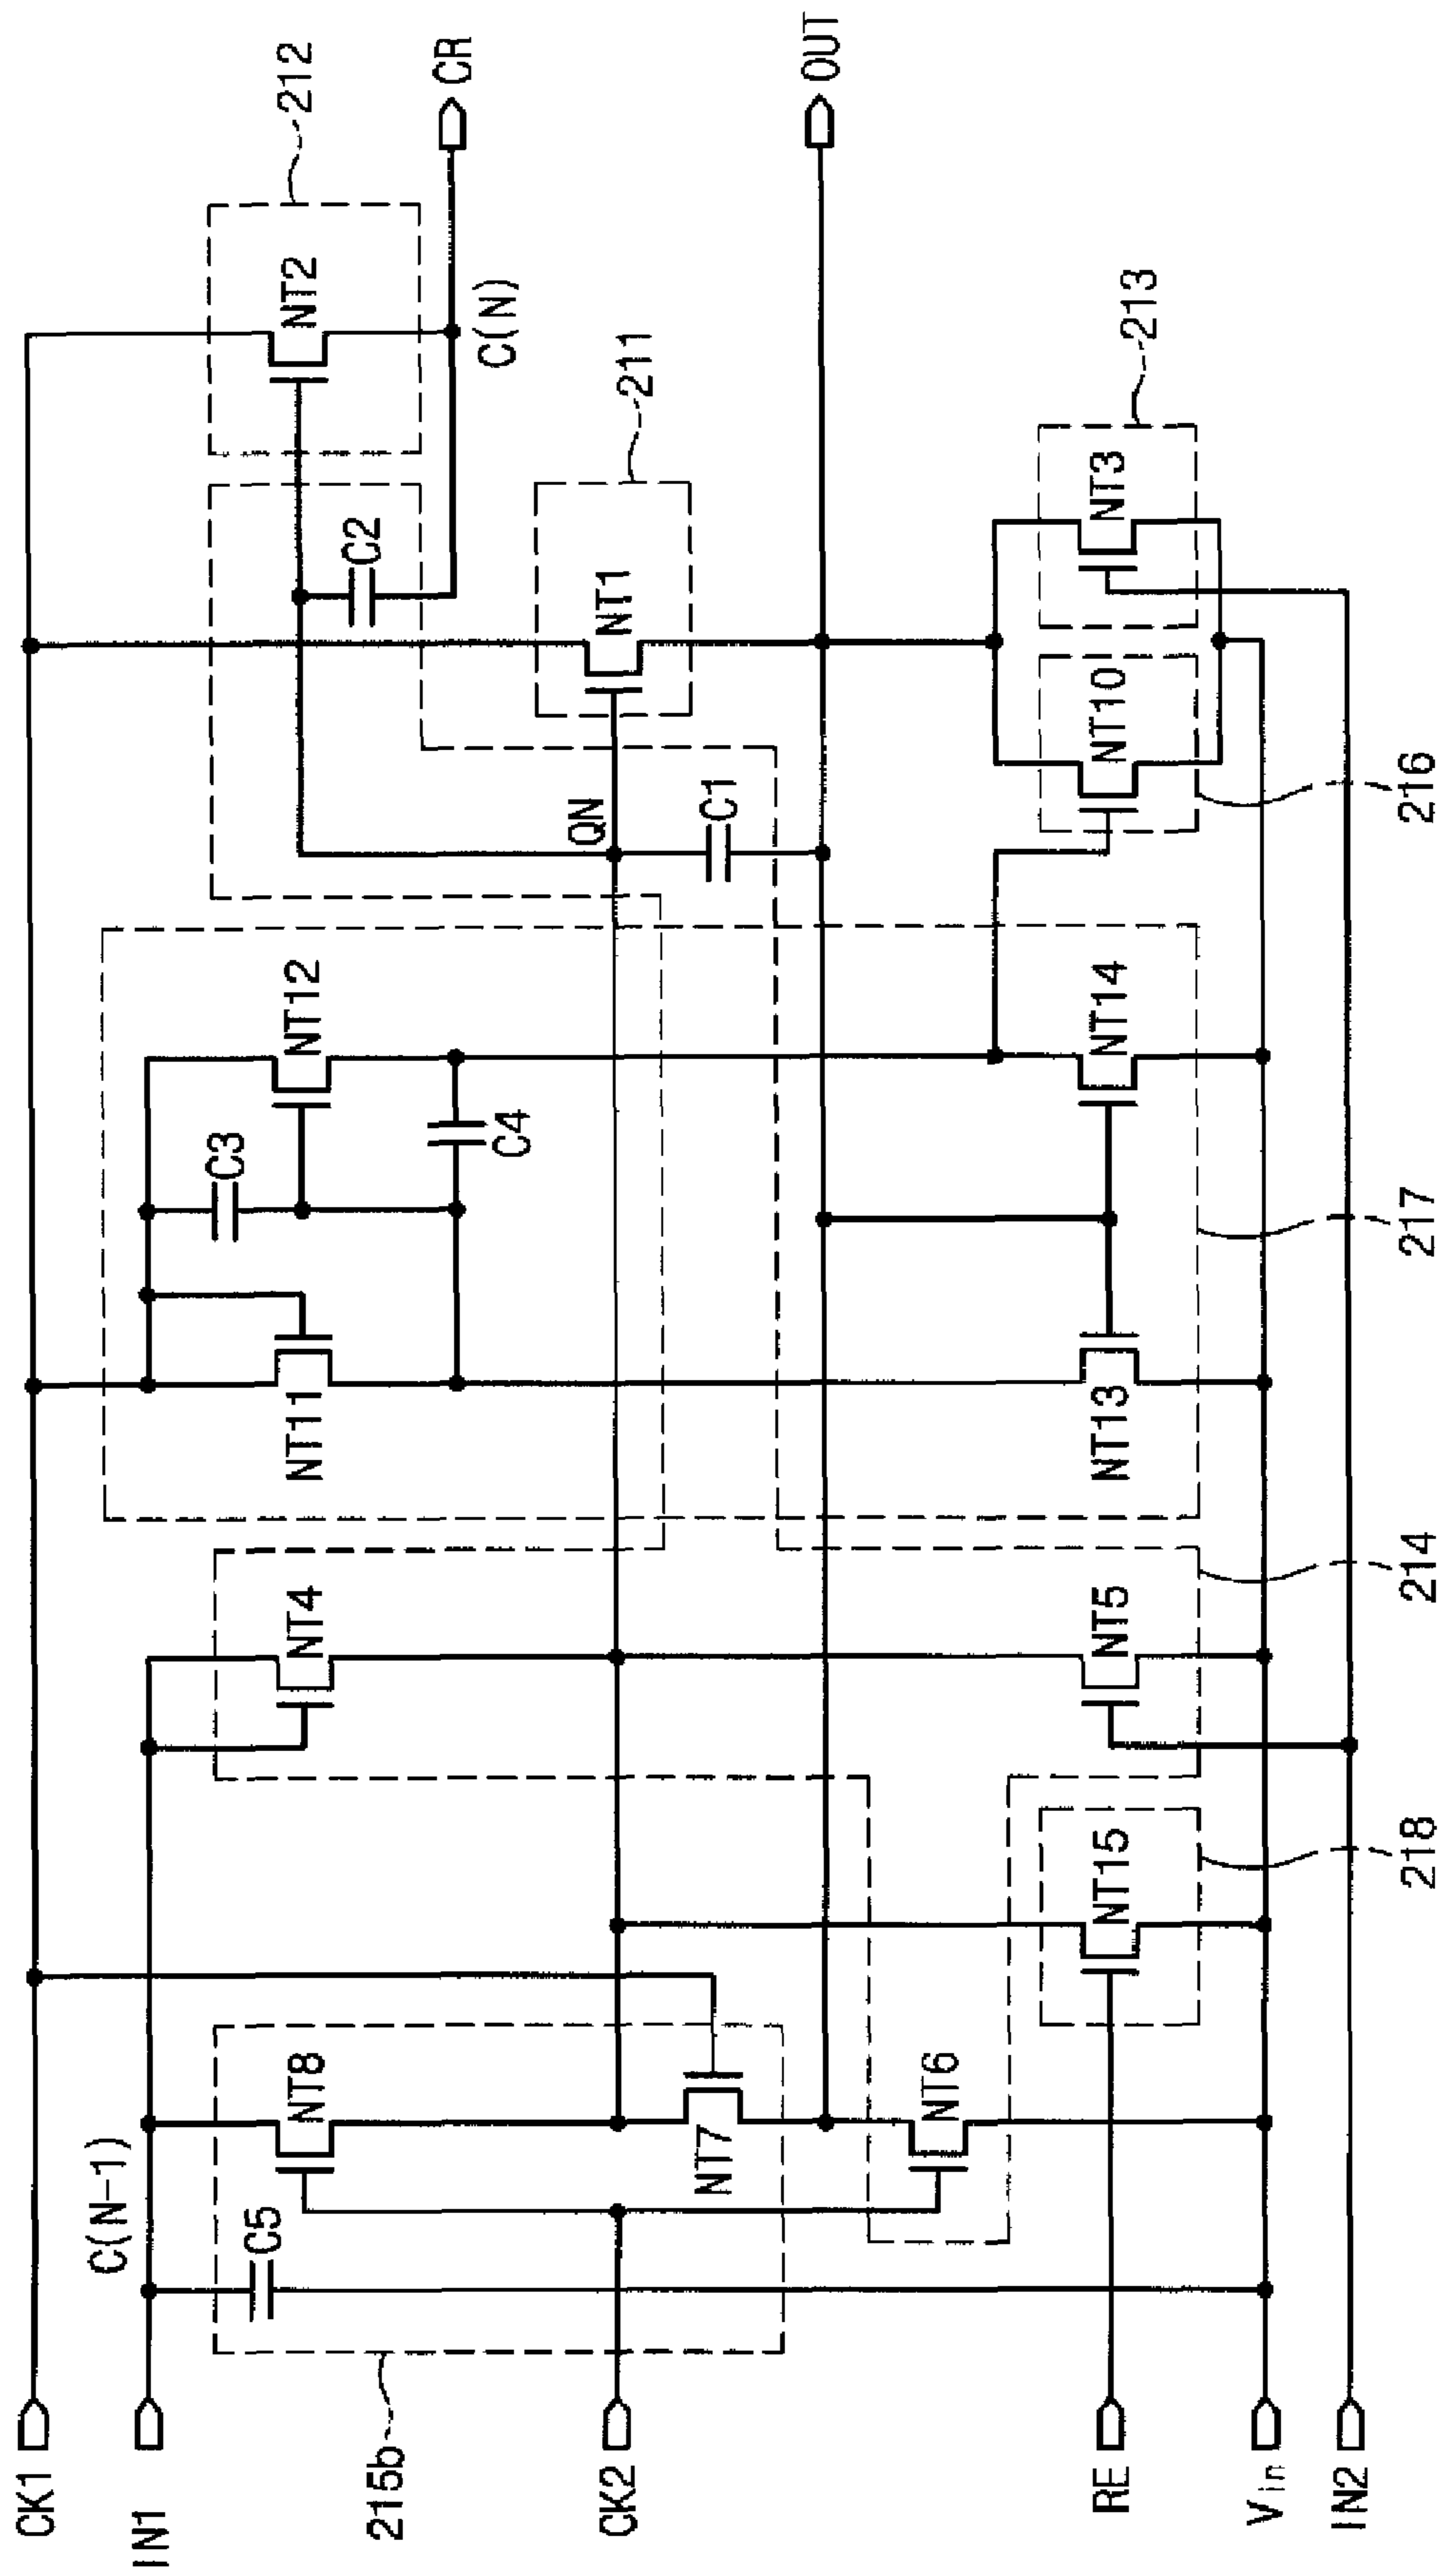 CK1
IN1
C(N-1)
215b
C5
NT8
NT7
CK2
NT6
RE
Vin
IN2
NT15
218
NT4
NT5
214
NT11
NT13
C3
C4
NT12
NT14
217
QN
C1
NT10
216
NT1
211
C2
NT3
213
NT2
212
C(N)
CR
OUT